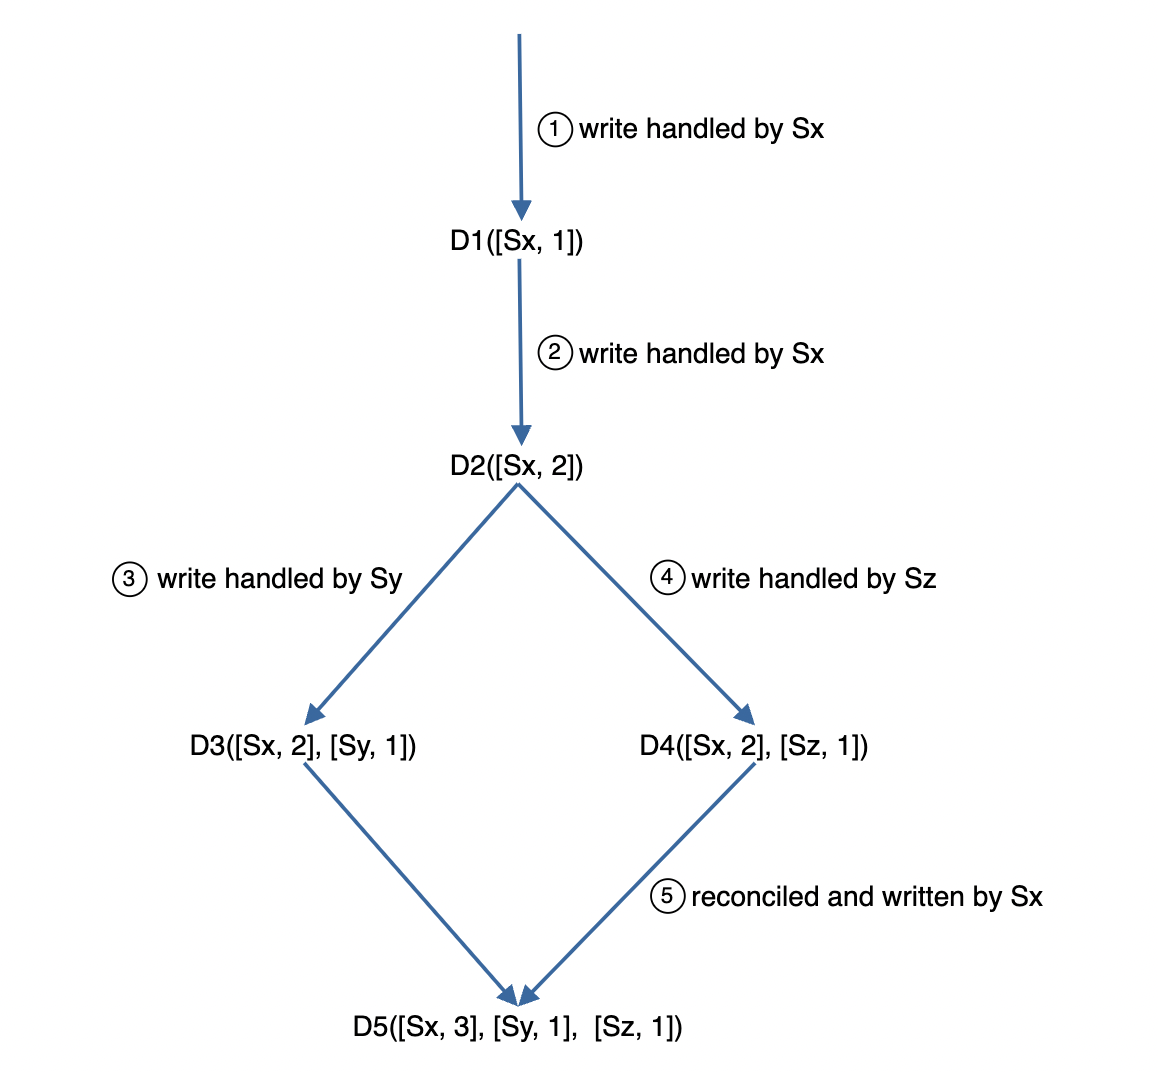 ① write handled by Sx
D1([Sx, 1])
② write handled by Sx
D2([Sx, 2])
③ write handled by Sy
④ write handled by Sz
D3([Sx, 2], [Sy, 1])
D4([Sx, 2], [Sz, 1])
⑤ reconciled and written by Sx
D5([Sx, 3], [Sy, 1], [Sz, 1])